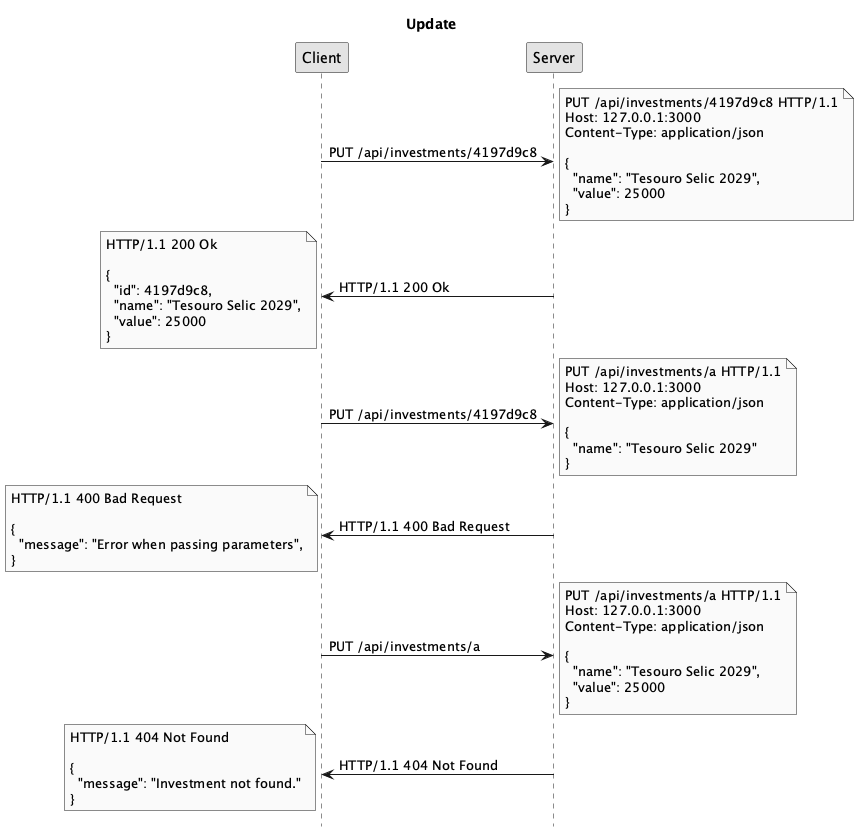 Update
Client
Server
PUT /api/investments/4197d9c8
PUT /api/investments/4197d9c8 HTTP/1.1
Host: 127.0.0.1:3000
Content-Type: application/json
{
"name": "Tesouro Selic 2029",
"value": 25000
}
HTTP/1.1 200 Ok
HTTP/1.1 200 Ok
{
"id": 4197d9c8,
"name": "Tesouro Selic 2029",
"value": 25000
}
PUT /api/investments/4197d9c8
PUT /api/investments/a HTTP/1.1
Host: 127.0.0.1:3000
Content-Type: application/json
{
"name": "Tesouro Selic 2029"
}
HTTP/1.1 400 Bad Request
HTTP/1.1 400 Bad Request
{
"message": "Error when passing parameters",
}
PUT /api/investments/a
PUT /api/investments/a HTTP/1.1
Host: 127.0.0.1:3000
Content-Type: application/json
{
"name": "Tesouro Selic 2029",
"value": 25000
}
HTTP/1.1 404 Not Found
HTTP/1.1 404 Not Found
{
"message": "Investment not found."
}